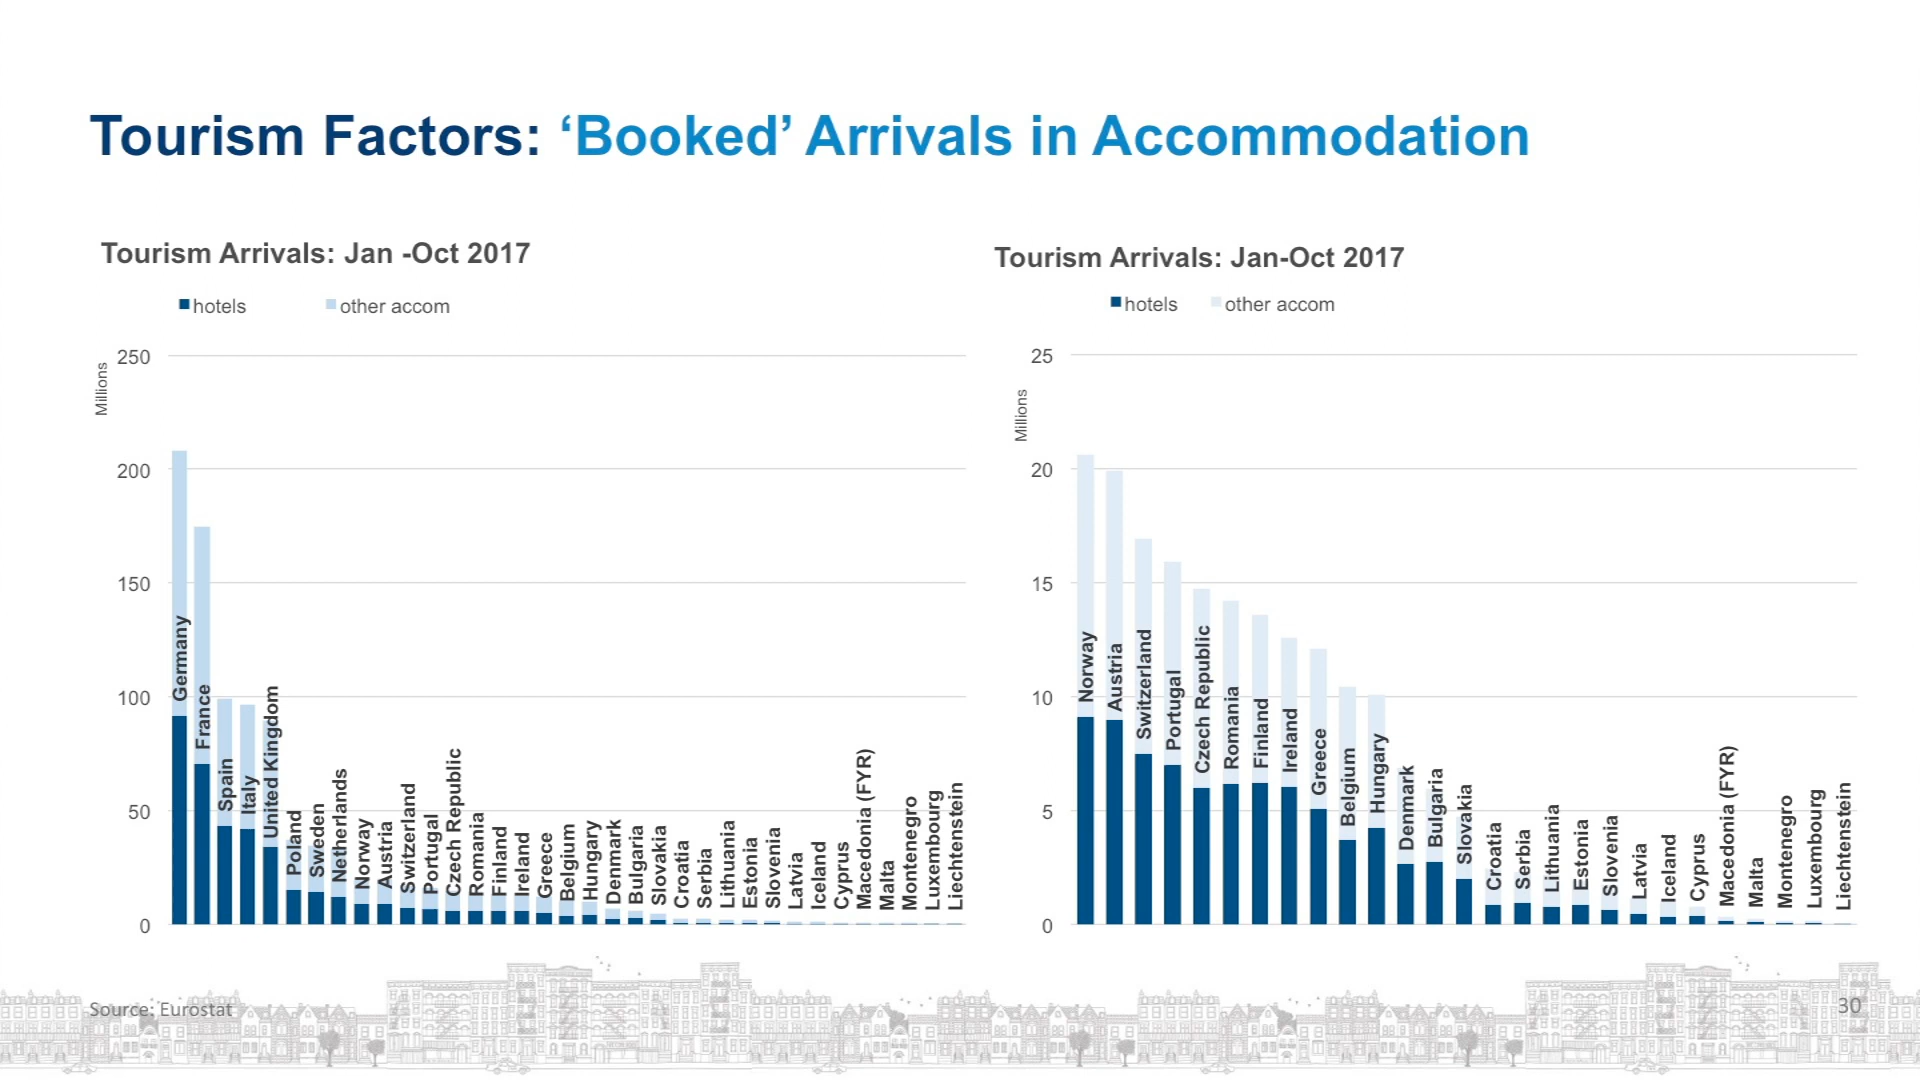 Tourism Factors: ‘Booked’ Arrivals in Accommodation
Tourism Arrivals: Jan -Oct 2017
hotels
other accom
Millions
250
200
150
100
50
0
Germany
France
Spain
Italy
United Kingdom
Poland
Sweden
Netherlands
Norway
Austria
Switzerland
Portugal
Czech Republic
Romania
Finland
Ireland
Greece
Belgium
Hungary
Denmark
Bulgaria
Slovakia
Croatia
Serbia
Lithuania
Estonia
Slovenia
Latvia
Iceland
Cyprus
Macedonia (FYR)
Malta
Montenegro
Luxembourg
Liechtenstein
Tourism Arrivals: Jan-Oct 2017
hotels
other accom
Millions
25
20
15
10
5
0
Norway
Austria
Switzerland
Portugal
Czech Republic
Romania
Finland
Ireland
Greece
Belgium
Hungary
Denmark
Bulgaria
Slovakia
Croatia
Serbia
Lithuania
Estonia
Slovenia
Latvia
Iceland
Cyprus
Macedonia (FYR)
Malta
Montenegro
Luxembourg
Liechtenstein
Source: Eurostat
30